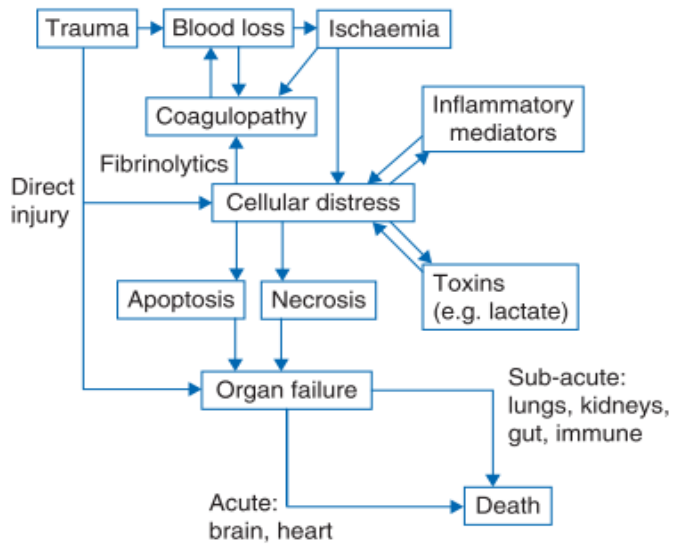 Trauma
Blood loss
Ischaemia
Coagulopathy
Inflammatory
mediators
Fibrinolytics
Direct
injury
Cellular distress
Apoptosis
Necrosis
Toxins
(e.g. lactate)
Organ failure
Sub-acute:
lungs, kidneys,
gut, immune
Acute:
brain, heart
Death